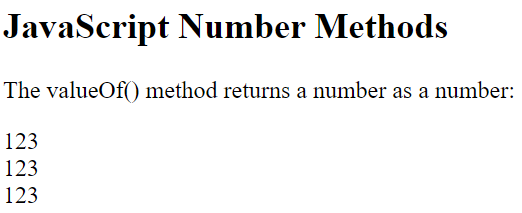 JavaScript Number Methods
The valueOf() method returns a number as a number:
123
123
123